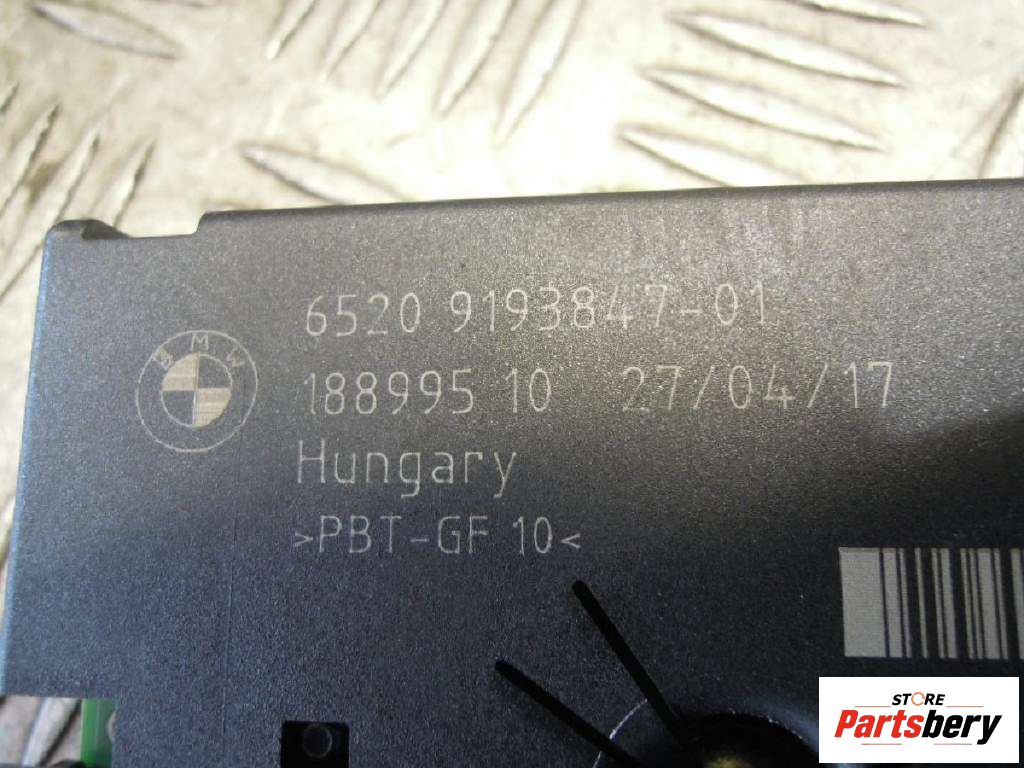 6520 9193847-01
BMW
188995 10 27/04/17
Hungary
>PBT-GF 10<
STORE
Partsbery